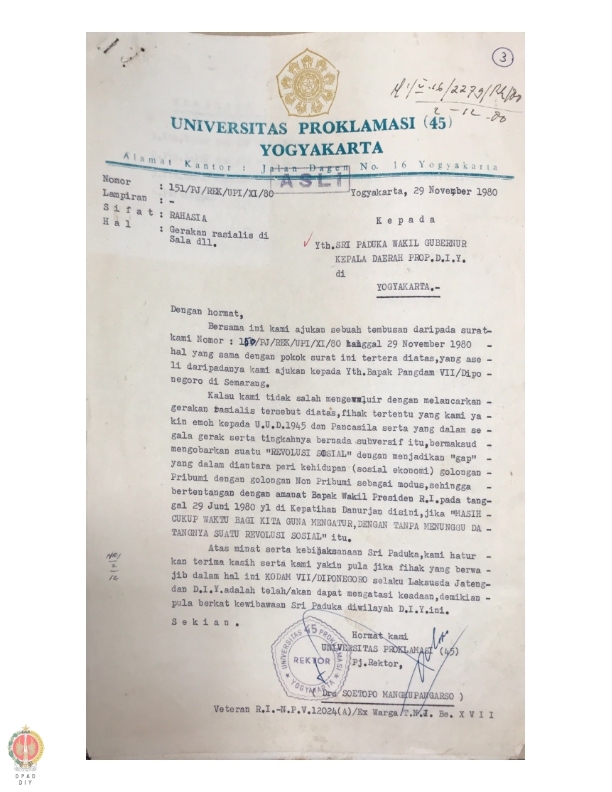 3
UNIVERSITAS PROKLAMASI (45)
YOGYAKARTA
Alamat Kantor : Jalan Dagen No. 16 Yogyakarta
ASLI
Nomor : 151/PJ/REK/UPI/XI/80
Lampiran : -
Sifat : RAHASIA
Hal : Gerakan rasialis di
Sala dll.
Yogyakarta, 29 November 1980
Kepada
Yth.SRI PADUKA WAKIL GUBERNUR
KEPALA DAERAH PROP.D.I.Y.
di
YOGYAKARTA.-
Dengan hormat,
Bersama ini kami ajukan sebuah tembusan daripada surat-
kami Nomor : 150/PJ/REK/UPI/XI/80 tanggal 29 November 1980 -
hal yang sama dengan pokok surat ini tertera diatas,yang ase -
li daripadanya kami ajukan kepada Yth.Bapak Pangdam VII/Dipo -
negoro di Semarang.
Kalau kami tidak salah mengevaluir dengan melancarkan -
gerakan rasialis tersebut diatas,fihak tertentu yang kami ya -
kin emoh kepada U.U.D.1945 dan Pancasila serta yang dalam se -
gala gerak serta tingkahnya bernada subversif itu,bermaksud -
mengobarkan suatu "REVOLUSI SOSIAL" dengan menjadikan "gap" -
yang dalam diantara peri kehidupan (sosial ekonomi) golongan -
Pribumi dengan golongan Non Pribumi sebagai modus,sehingga -
bertentangan dengan amanat Bapak Wakil Presiden R.I.pada tang-
gal 29 Juni 1980 yl di Kepatihan Danurjan disini,jika "MASIH -
CUKUP WAKTU BAGI KITA GUNA MENGATUR,DENGAN TANPA MENUNGGU DA -
TANGNYA SUATU REVOLUSI SOSIAL" itu.
Atas minat serta kebijaksanaan Sri Paduka,kami hatur -
kan terima kasih serta kami yakin pula jika fihak yang berwa -
jib dalam hal ini KODAM VII/DIPONEGORO selaku Laksusda Jateng-
dan D.I.Y.adalah telah/akan dapat mengatasi keadaan,demikian -
pula berkat kewibawaan Sri Paduka diwilayah D.I.Y.ini.
Sekian.
Hormat kami
UNIVERSITAS PROKLAMASI (45)
Pj.Rektor,
UNIVERSITAS 45 PROKLAMASI
REKTOR
YOGYAKARTA
( Drs SOETOPO MANGKUPANGARSO )
Veteran R.I.-N.P.V.12024(A)/Ex Warga/T.N.I. Be. XVII
DPAD
DIY